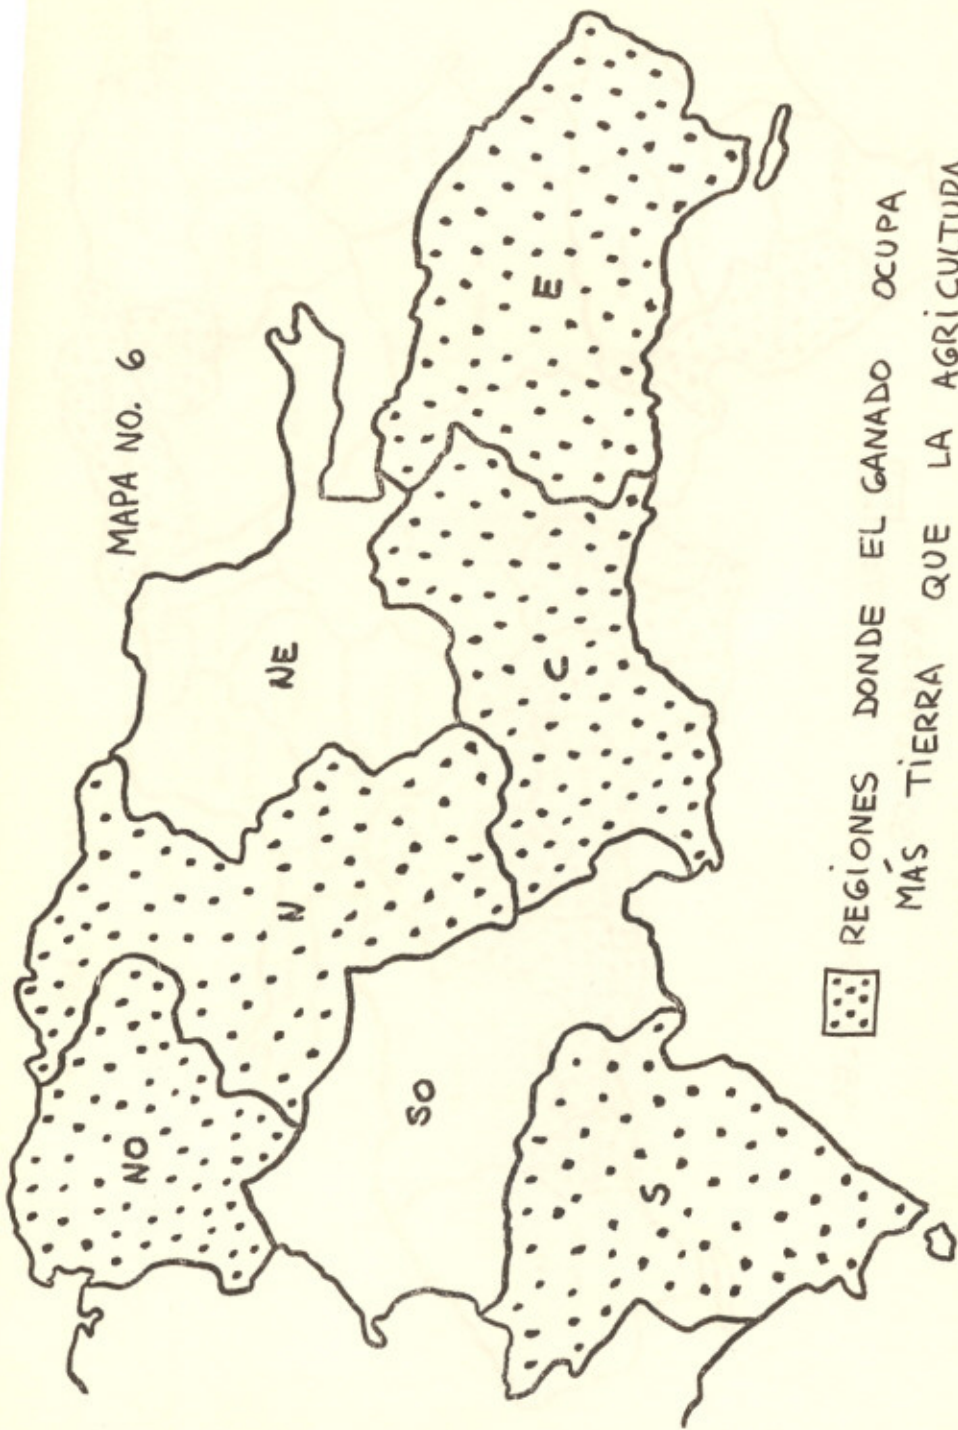 MAPA NO. 6
NO
N
NE
SO
C
E
S
REGIONES DONDE EL GANADO OCUPA
MÁS TIERRA QUE LA AGRICULTURA